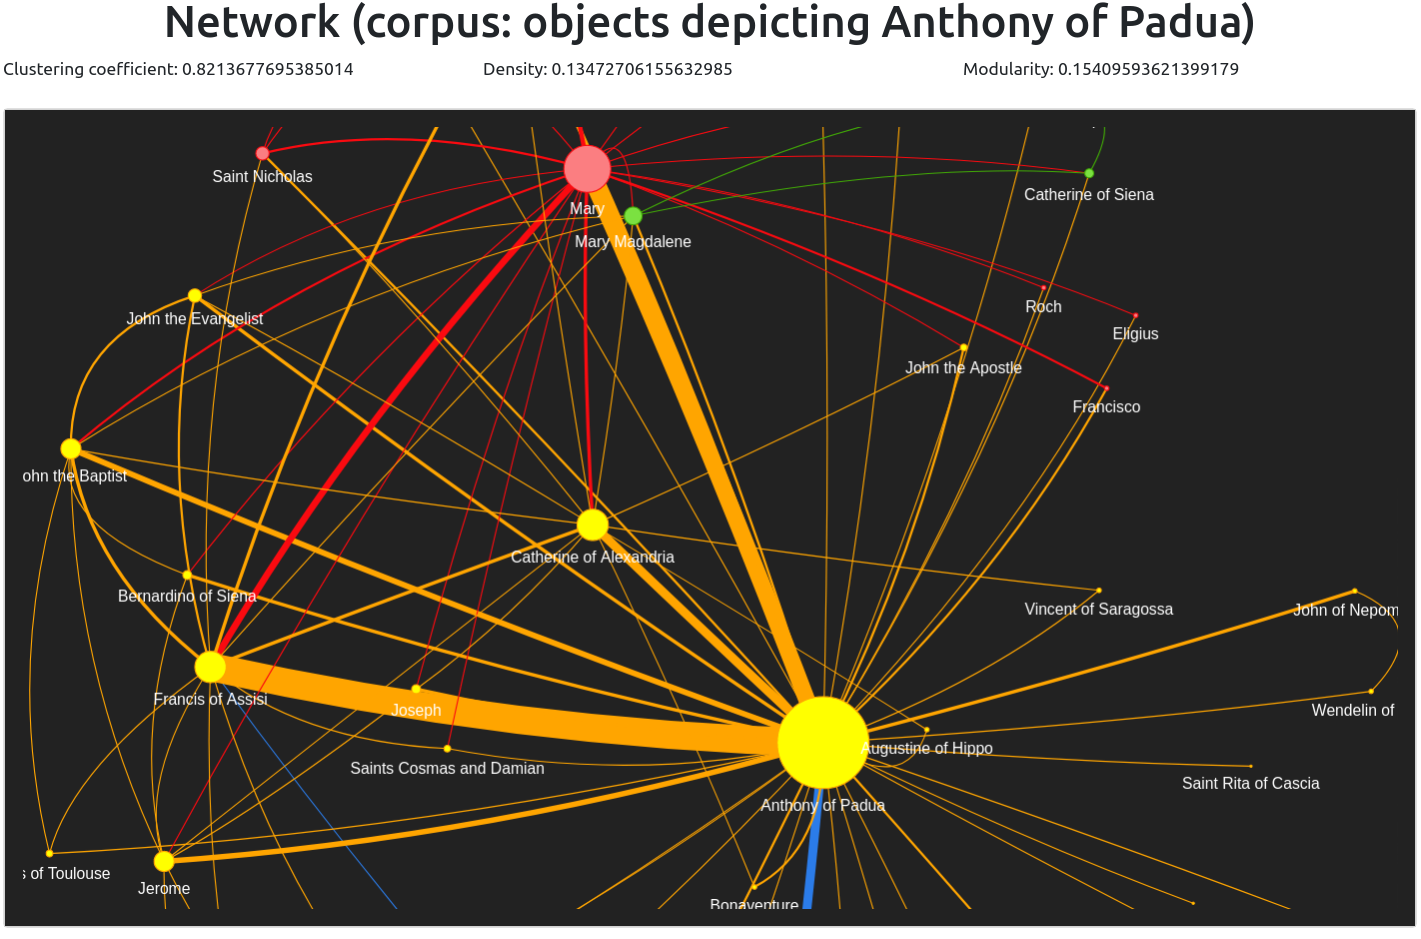 Network (corpus: objects depicting Anthony of Padua)
Clustering coefficient: 0.8213677695385014
Density: 0.13472706155632985
Modularity: 0.15409593621399179
Saint Nicholas
Catherine of Siena
Mary
Mary Magdalene
Roch
John the Evangelist
Eligius
John the Apostle
Francisco
ohn the Baptist
Catherine of Alexandria
Bernardino of Siena
Vincent of Saragossa
John of Nepom
Francis of Assisi
Joseph
Wendelin of
Augustine of Hippo
Saints Cosmas and Damian
Saint Rita of Cascia
Anthony of Padua
s of Toulouse
Jerome
Bonaventure